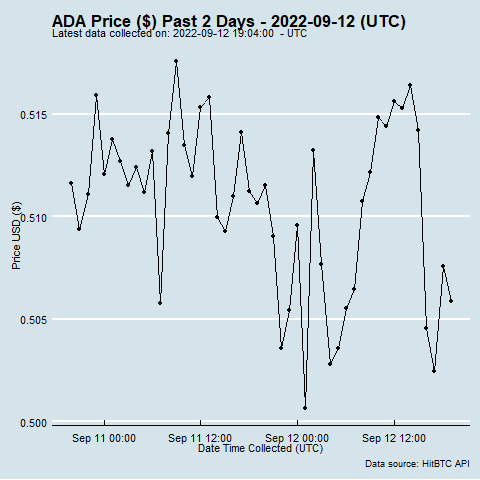 ADA Price ($) Past 2 Days - 2022-09-12 (UTC)
Latest data collected on: 2022-09-12 19:04:00 - UTC
Price USD ($)
0.515
0.510
0.505
0.500
Sep 11 00:00 Sep 11 12:00 Sep 12 00:00 Sep 12 12:00
Date Time Collected (UTC)
Data source: HitBTC API